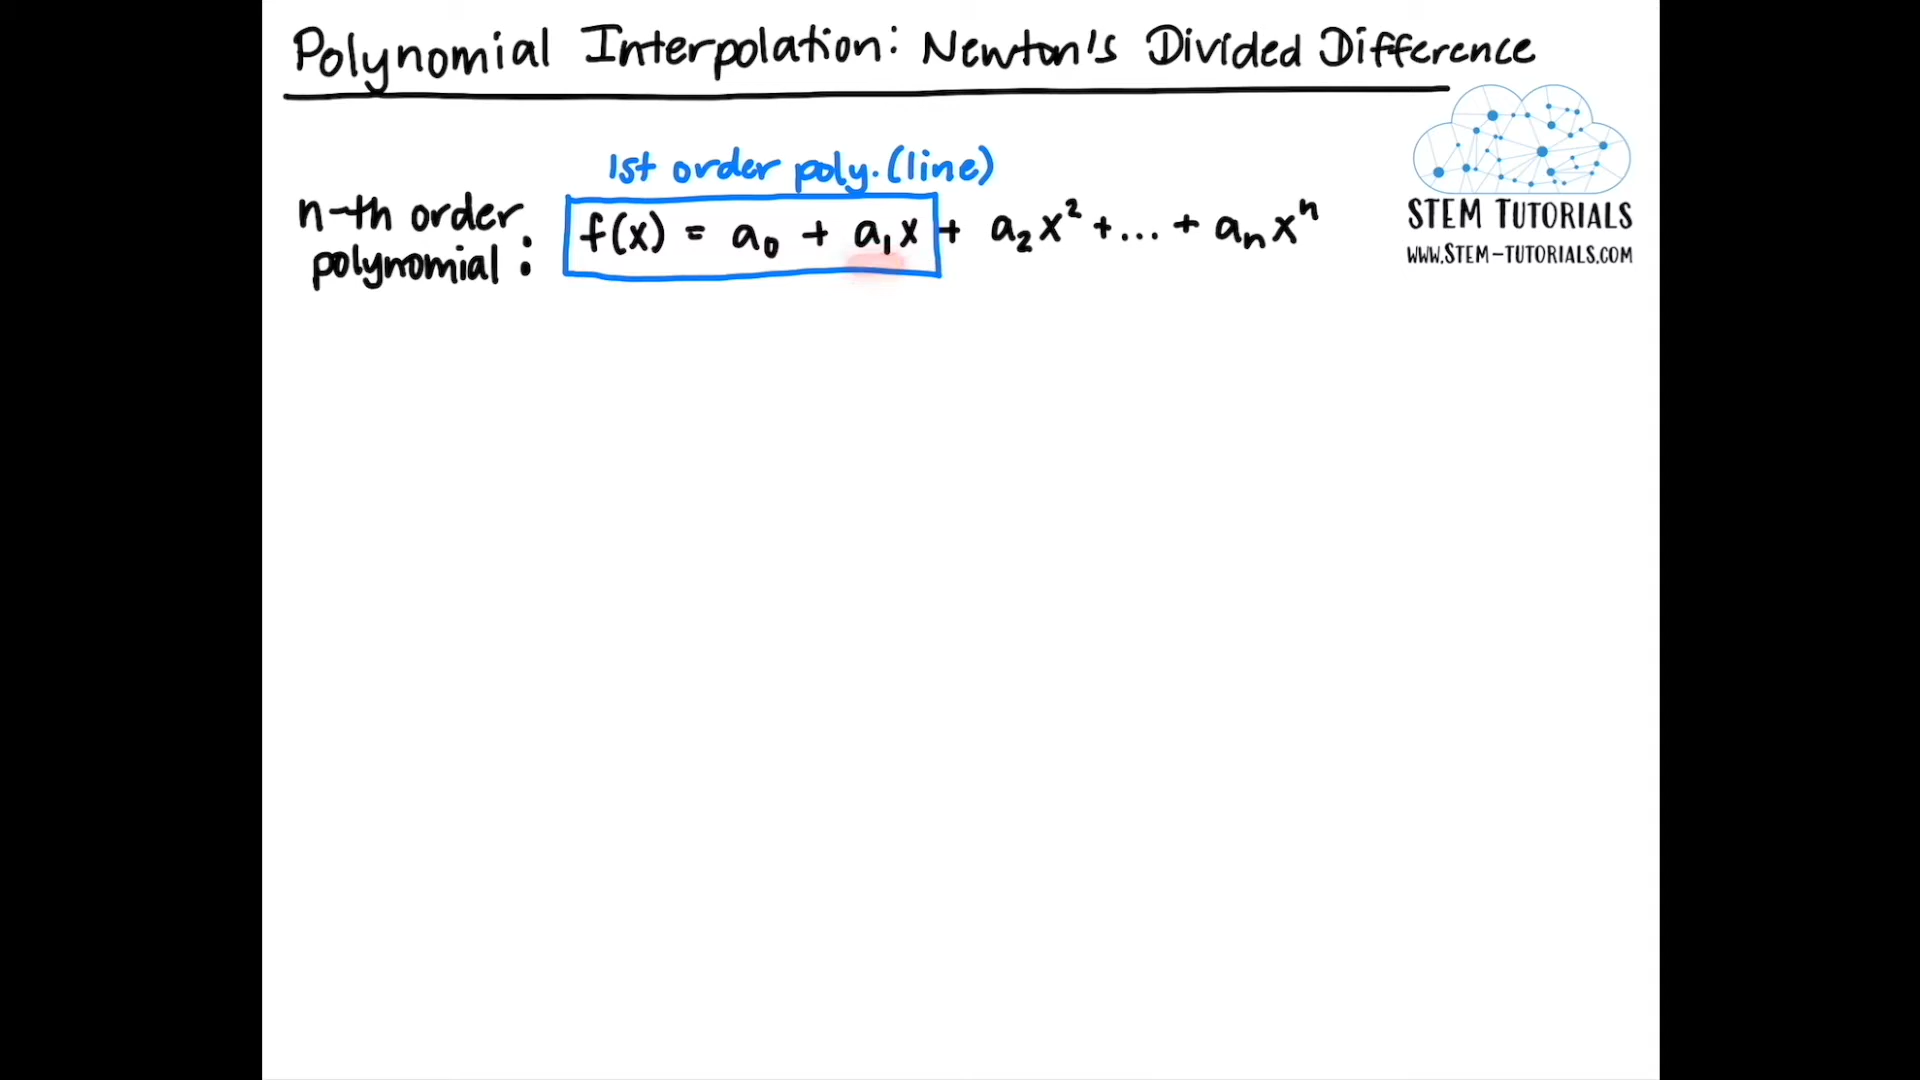 Polynomial Interpolation: Newton's Divided Difference
1st order poly. (line)
n-th order polynomial: f(x) = a₀ + a₁x + a₂x² + ... + aₙxⁿ
STEM TUTORIALS
WWW.STEM-TUTORIALS.COM